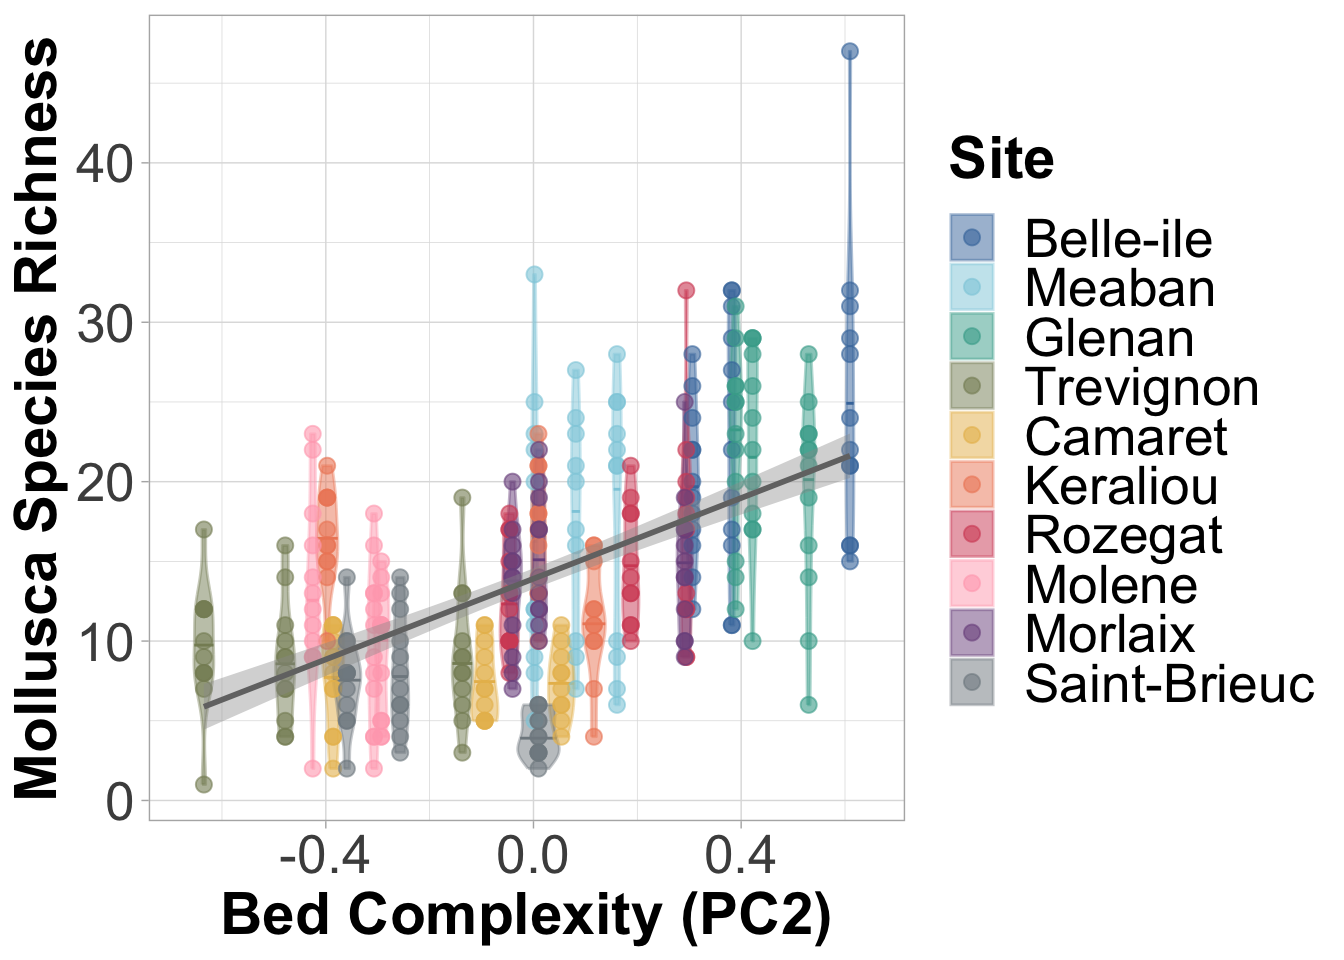 Mollusca Species Richness
40
30
20
10
0
-0.4
0.0
0.4
Bed Complexity (PC2)
Site
Belle-ile
Meaban
Glenan
Trevignon
Camaret
Keraliou
Rozegat
Molene
Morlaix
Saint-Brieuc